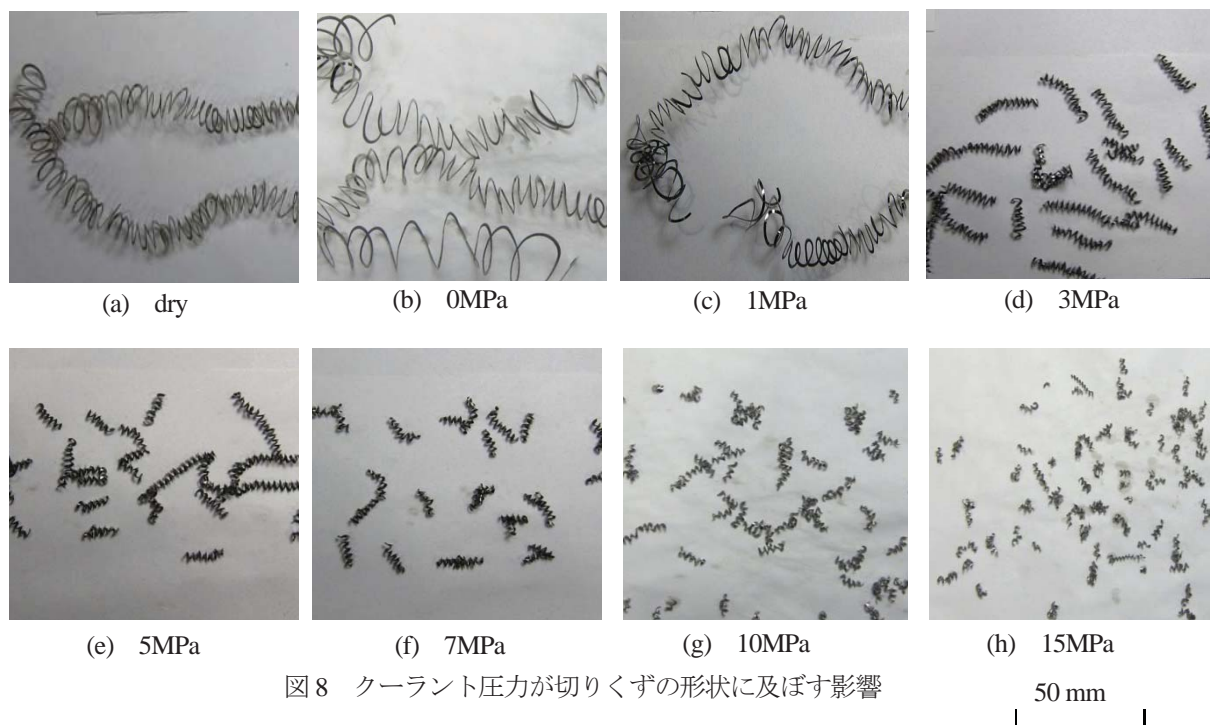 (a) dry
(b) 0MPa
(c) 1MPa
(d) 3MPa
(e) 5MPa
(f) 7MPa
(g) 10MPa
(h) 15MPa
図8 クーラント圧力が切りくずの形状に及ぼす影響
50 mm